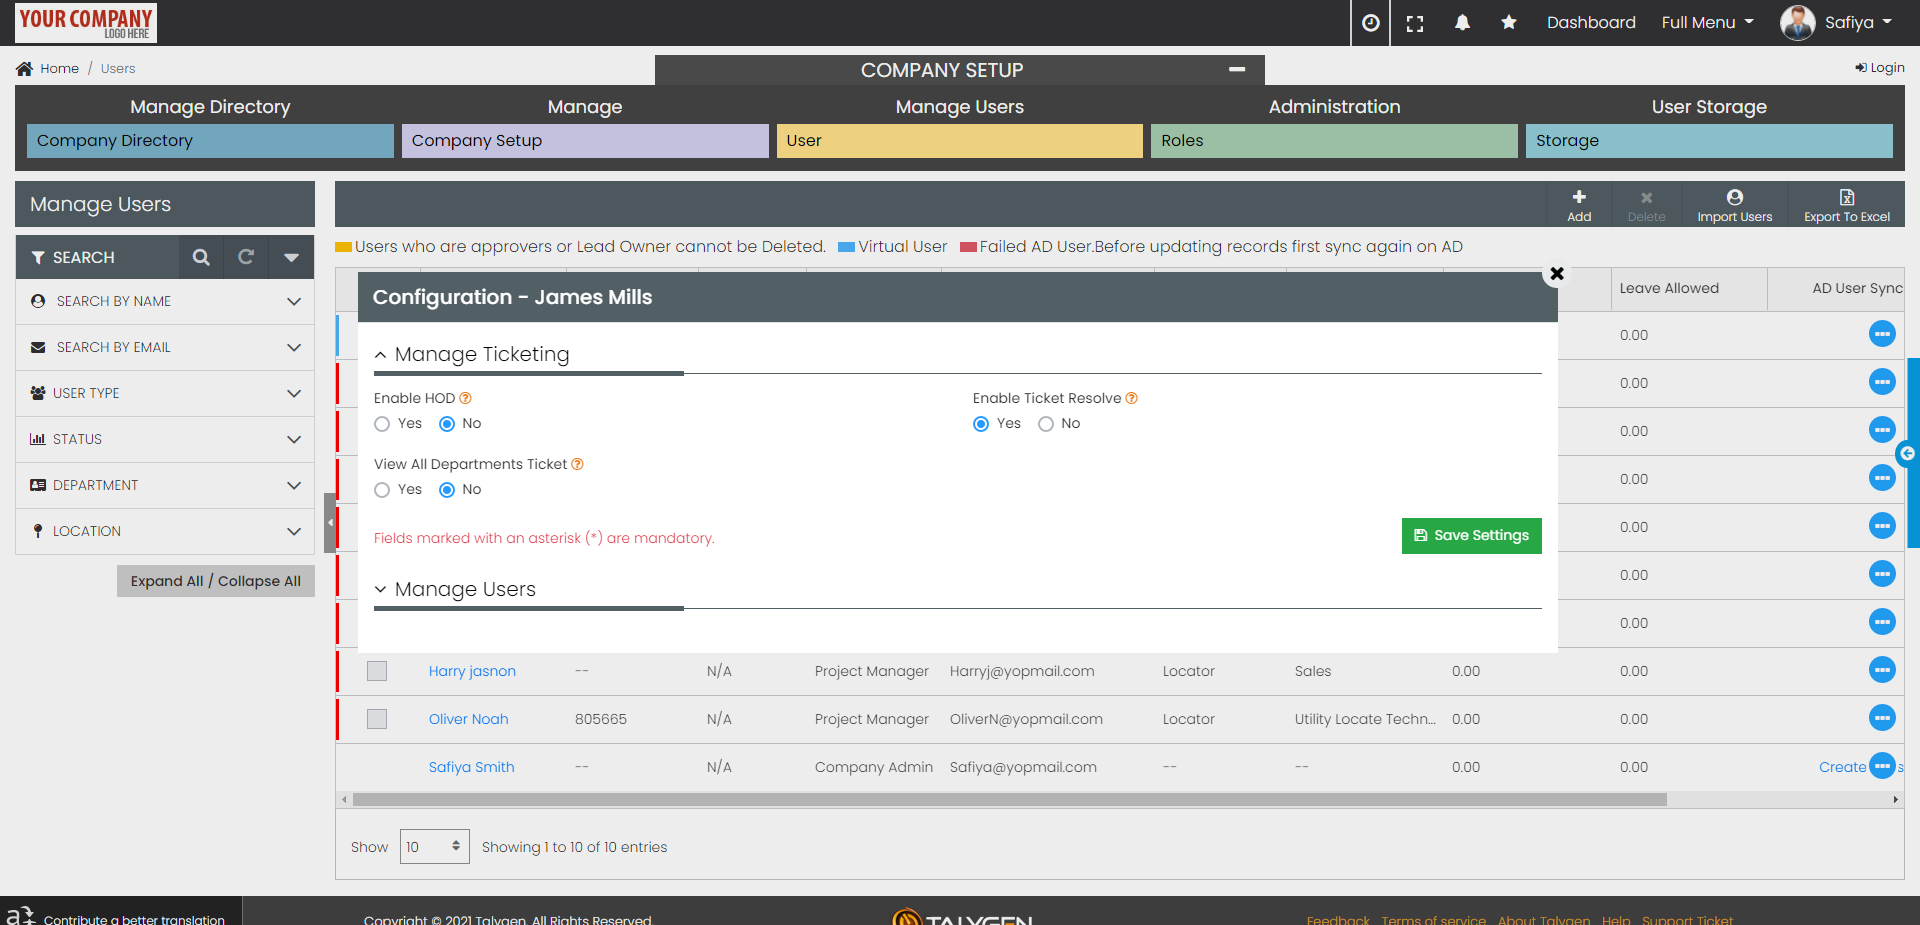 YOUR COMPANY
LOGO HERE
Dashboard
Full Menu
Safiya
Home / Users
COMPANY SETUP
Login
Manage Directory
Manage
Manage Users
Administration
User Storage
Company Directory
Company Setup
User
Roles
Storage
Manage Users
Add
Delete
Import Users
Export To Excel
SEARCH
SEARCH BY NAME
SEARCH BY EMAIL
USER TYPE
STATUS
DEPARTMENT
LOCATION
Expand All / Collapse All
Users who are approvers or Lead Owner cannot be Deleted. Virtual User Failed AD User.Before updating records first sync again on AD
Leave Allowed AD User Sync
0.00
0.00
0.00
0.00
0.00
0.00
0.00
Configuration - James Mills
Manage Ticketing
Enable HOD
Yes No
Enable Ticket Resolve
Yes No
View All Departments Ticket
Yes No
Fields marked with an asterisk (*) are mandatory.
Save Settings
Manage Users
Harry jasnon -- N/A Project Manager Harryj@yopmail.com Locator Sales 0.00 0.00
Oliver Noah 805665 N/A Project Manager OliverN@yopmail.com Locator Utility Locate Techn... 0.00 0.00
Safiya Smith -- N/A Company Admin Safiya@yopmail.com -- -- 0.00 0.00 Create s
Show 10 Showing 1 to 10 of 10 entries
Contribute a better translation
Copyright © 2021 Talygen. All Rights Reserved.
TALYGEN
Feedback Terms of service About Talygen Help Support Ticket